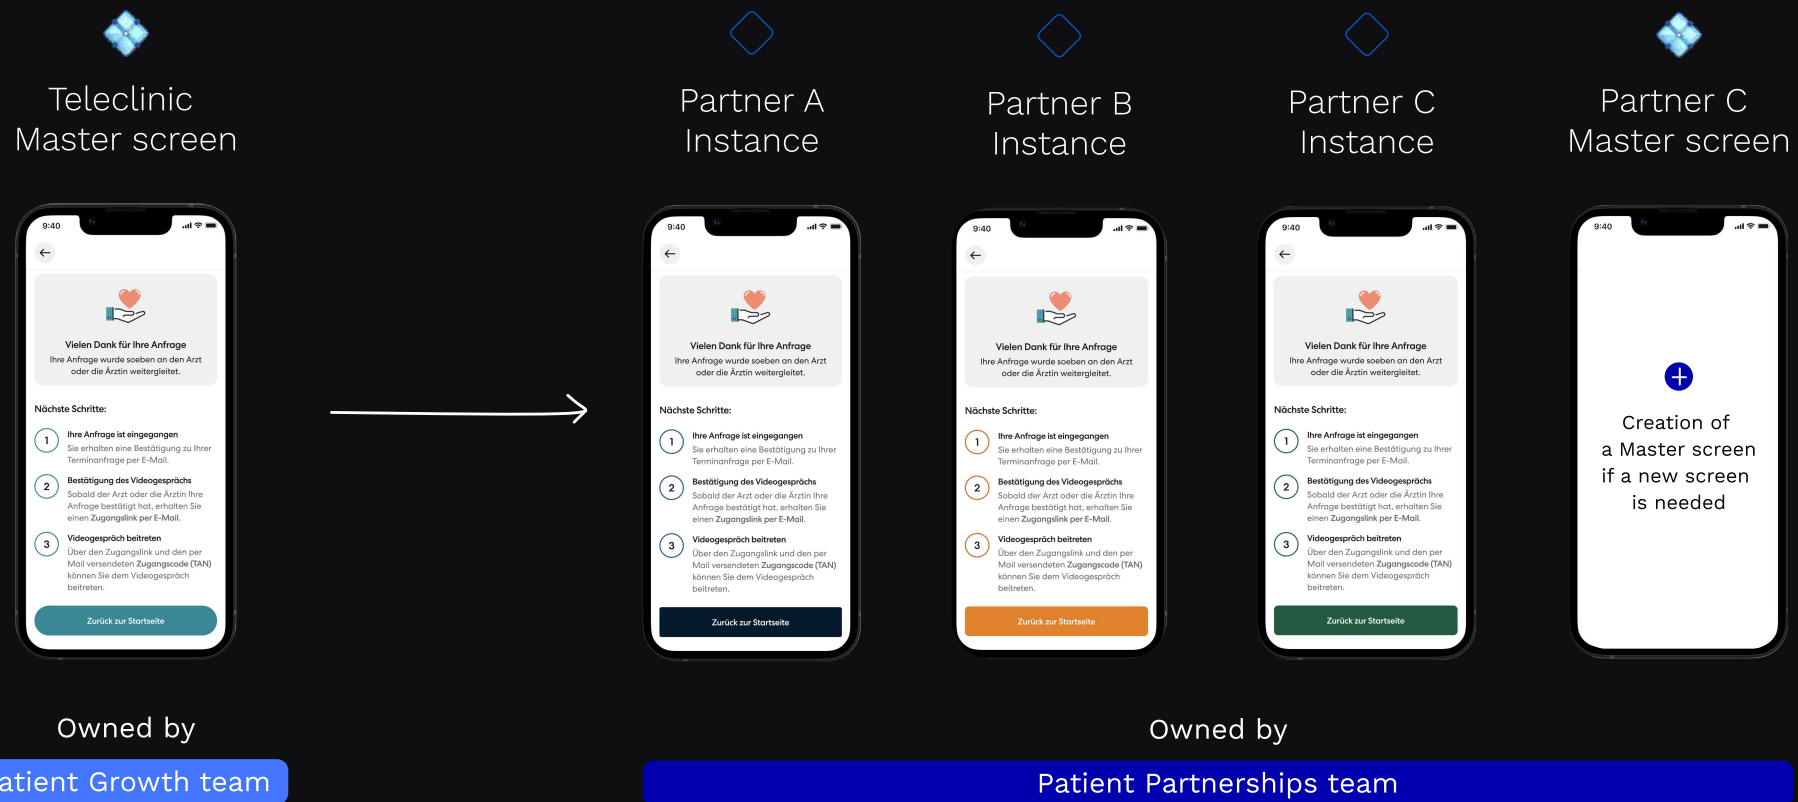 Teleclinic
Master screen
Partner A
Instance
Partner B
Instance
Partner C
Instance
Partner C
Master screen
9:40
Vielen Dank für Ihre Anfrage
Ihre Anfrage wurde soeben an den Arzt
oder die Ärztin weitergleitet.
Nächste Schritte:
1
Ihre Anfrage ist eingegangen
Sie erhalten eine Bestätigung zu Ihrer
Terminanfrage per E-Mail.
2
Bestätigung des Videogesprächs
Sobald der Arzt oder die Ärztin Ihre
Anfrage bestätigt hat, erhalten Sie
einen Zugangslink per E-Mail.
3
Videogespräch beitreten
Über den Zugangslink und den per
Mail versendeten Zugangscode (TAN)
können Sie dem Videogespräch
beitreten.
Zurück zur Startseite
9:40
Vielen Dank für Ihre Anfrage
Ihre Anfrage wurde soeben an den Arzt
oder die Ärztin weitergleitet.
Nächste Schritte:
1
Ihre Anfrage ist eingegangen
Sie erhalten eine Bestätigung zu Ihrer
Terminanfrage per E-Mail.
2
Bestätigung des Videogesprächs
Sobald der Arzt oder die Ärztin Ihre
Anfrage bestätigt hat, erhalten Sie
einen Zugangslink per E-Mail.
3
Videogespräch beitreten
Über den Zugangslink und den per
Mail versendeten Zugangscode (TAN)
können Sie dem Videogespräch
beitreten.
Zurück zur Startseite
9:40
Vielen Dank für Ihre Anfrage
Ihre Anfrage wurde soeben an den Arzt
oder die Ärztin weitergleitet.
Nächste Schritte:
1
Ihre Anfrage ist eingegangen
Sie erhalten eine Bestätigung zu Ihrer
Terminanfrage per E-Mail.
2
Bestätigung des Videogesprächs
Sobald der Arzt oder die Ärztin Ihre
Anfrage bestätigt hat, erhalten Sie
einen Zugangslink per E-Mail.
3
Videogespräch beitreten
Über den Zugangslink und den per
Mail versendeten Zugangscode (TAN)
können Sie dem Videogespräch
beitreten.
Zurück zur Startseite
9:40
Vielen Dank für Ihre Anfrage
Ihre Anfrage wurde soeben an den Arzt
oder die Ärztin weitergleitet.
Nächste Schritte:
1
Ihre Anfrage ist eingegangen
Sie erhalten eine Bestätigung zu Ihrer
Terminanfrage per E-Mail.
2
Bestätigung des Videogesprächs
Sobald der Arzt oder die Ärztin Ihre
Anfrage bestätigt hat, erhalten Sie
einen Zugangslink per E-Mail.
3
Videogespräch beitreten
Über den Zugangslink und den per
Mail versendeten Zugangscode (TAN)
können Sie dem Videogespräch
beitreten.
Zurück zur Startseite
9:40
Creation of
a Master screen
if a new screen
is needed
Owned by
atient Growth team
Owned by
Patient Partnerships team